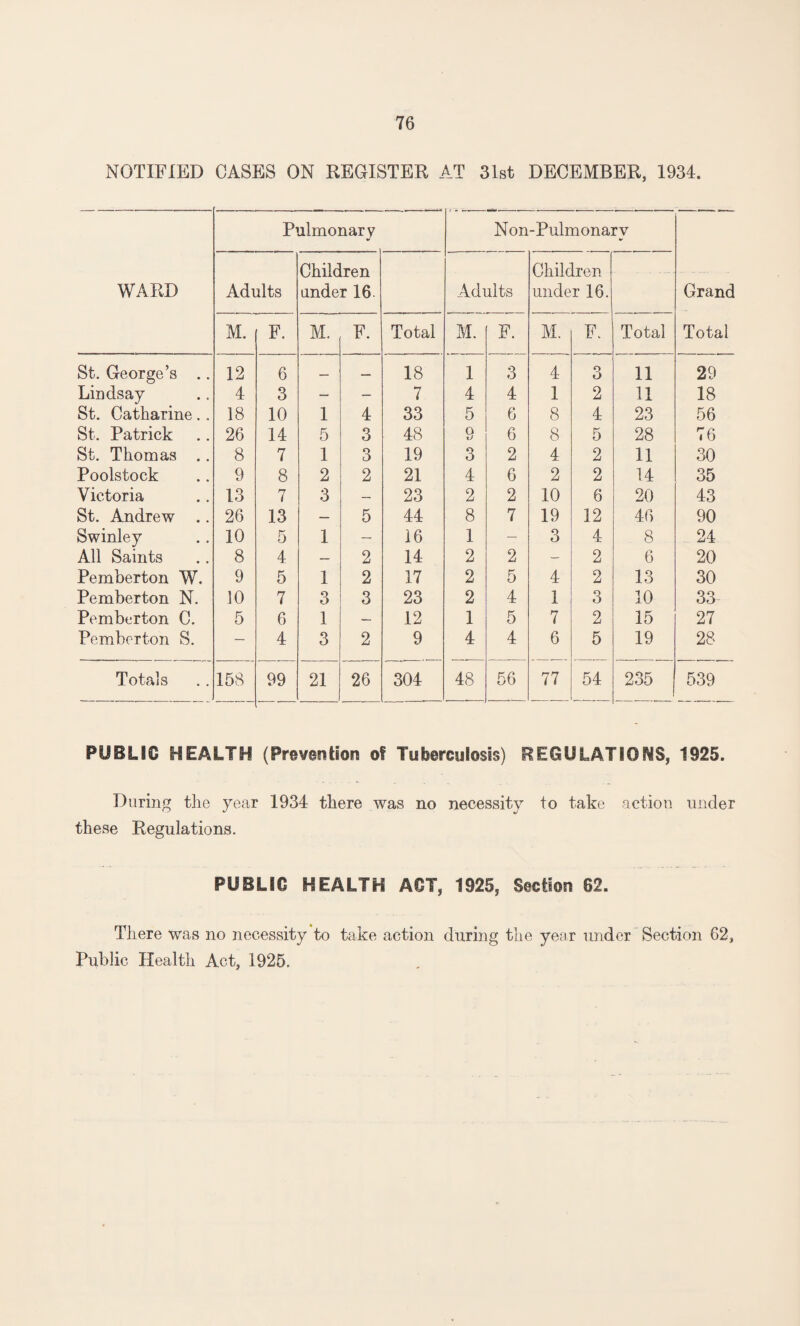 76
NOTIFIED CASES ON REGISTER AT 31st DECEMBER, 1934.
WARD | Pulmonary | Non-Pulmonary | Grand Total
Adults | Children under 16. | Total | Adults | Children under 16. | Total
M. | F. | M. | F. | Total | M. | F. | M. | F. | Total | Total
St. George's .. | 12 | 6 | – | – | 18 | 1 | 3 | 4 | 3 | 11 | 29
Lindsay .. | 4 | 3 | – | – | 7 | 4 | 4 | 1 | 2 | 11 | 18
St. Catharine .. | 18 | 10 | 1 | 4 | 33 | 5 | 6 | 8 | 4 | 23 | 56
St. Patrick .. | 26 | 14 | 5 | 3 | 48 | 9 | 6 | 8 | 5 | 28 | 76
St. Thomas .. | 8 | 7 | 1 | 3 | 19 | 3 | 2 | 4 | 2 | 11 | 30
Poolstock .. | 9 | 8 | 2 | 2 | 21 | 4 | 6 | 2 | 2 | 14 | 35
Victoria .. | 13 | 7 | 3 | – | 23 | 2 | 2 | 10 | 6 | 20 | 43
St. Andrew .. | 26 | 13 | – | 5 | 44 | 8 | 7 | 19 | 12 | 46 | 90
Swinley .. | 10 | 5 | 1 | – | 16 | 1 | – | 3 | 4 | 8 | 24
All Saints .. | 8 | 4 | – | 2 | 14 | 2 | 2 | – | 2 | 6 | 20
Pemberton W. | 9 | 5 | 1 | 2 | 17 | 2 | 5 | 4 | 2 | 13 | 30
Pemberton N. | 10 | 7 | 3 | 3 | 23 | 2 | 4 | 1 | 3 | 10 | 33
Pemberton C. | 5 | 6 | 1 | – | 12 | 1 | 5 | 7 | 2 | 15 | 27
Pemberton S. | – | 4 | 3 | 2 | 9 | 4 | 4 | 6 | 5 | 19 | 28
Totals .. | 158 | 99 | 21 | 26 | 304 | 48 | 56 | 77 | 54 | 235 | 539
PUBLIC HEALTH (Prevention of Tuberculosis) REGULATIONS, 1925.
During the year 1934 there was no necessity to take action under
these Regulations.
PUBLIC HEALTH ACT, 1925, Section 62.
There was no necessity to take action during the year under Section 62,
Public Health Act, 1925.